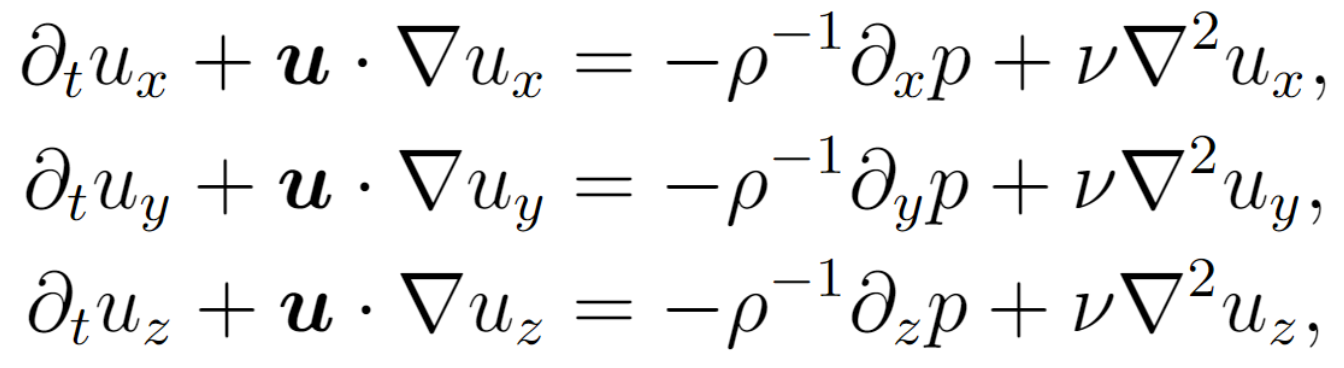 ∂ₜuₓ + 𝒖 · ∇uₓ = −ρ⁻¹∂ₓp + ν∇²uₓ,
∂ₜu_y + 𝒖 · ∇u_y = −ρ⁻¹∂_yp + ν∇²u_y,
∂ₜu_z + 𝒖 · ∇u_z = −ρ⁻¹∂_zp + ν∇²u_z,